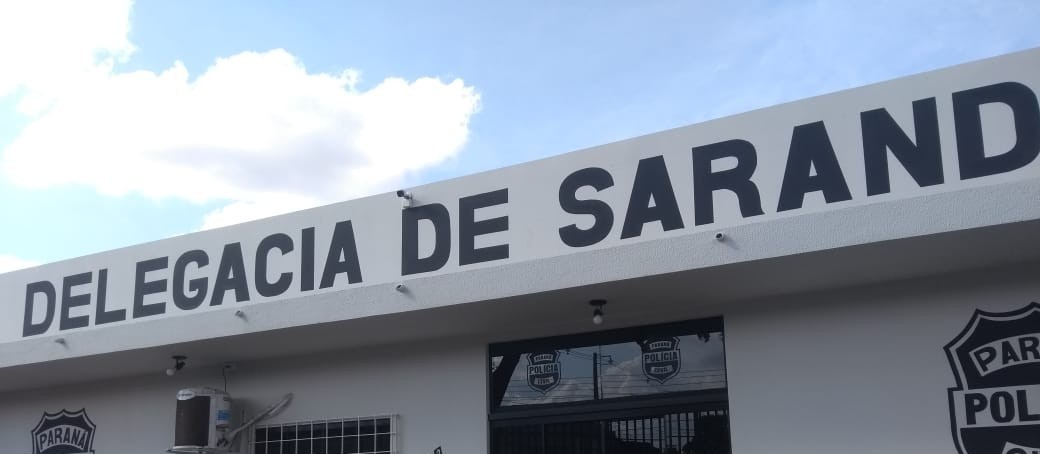 DELEGACIA DE SARAND
PARANÁ
POLÍCIA
CIVIL
PARANÁ
POLÍCIA
CIVIL
PARANÁ
PAR
POL